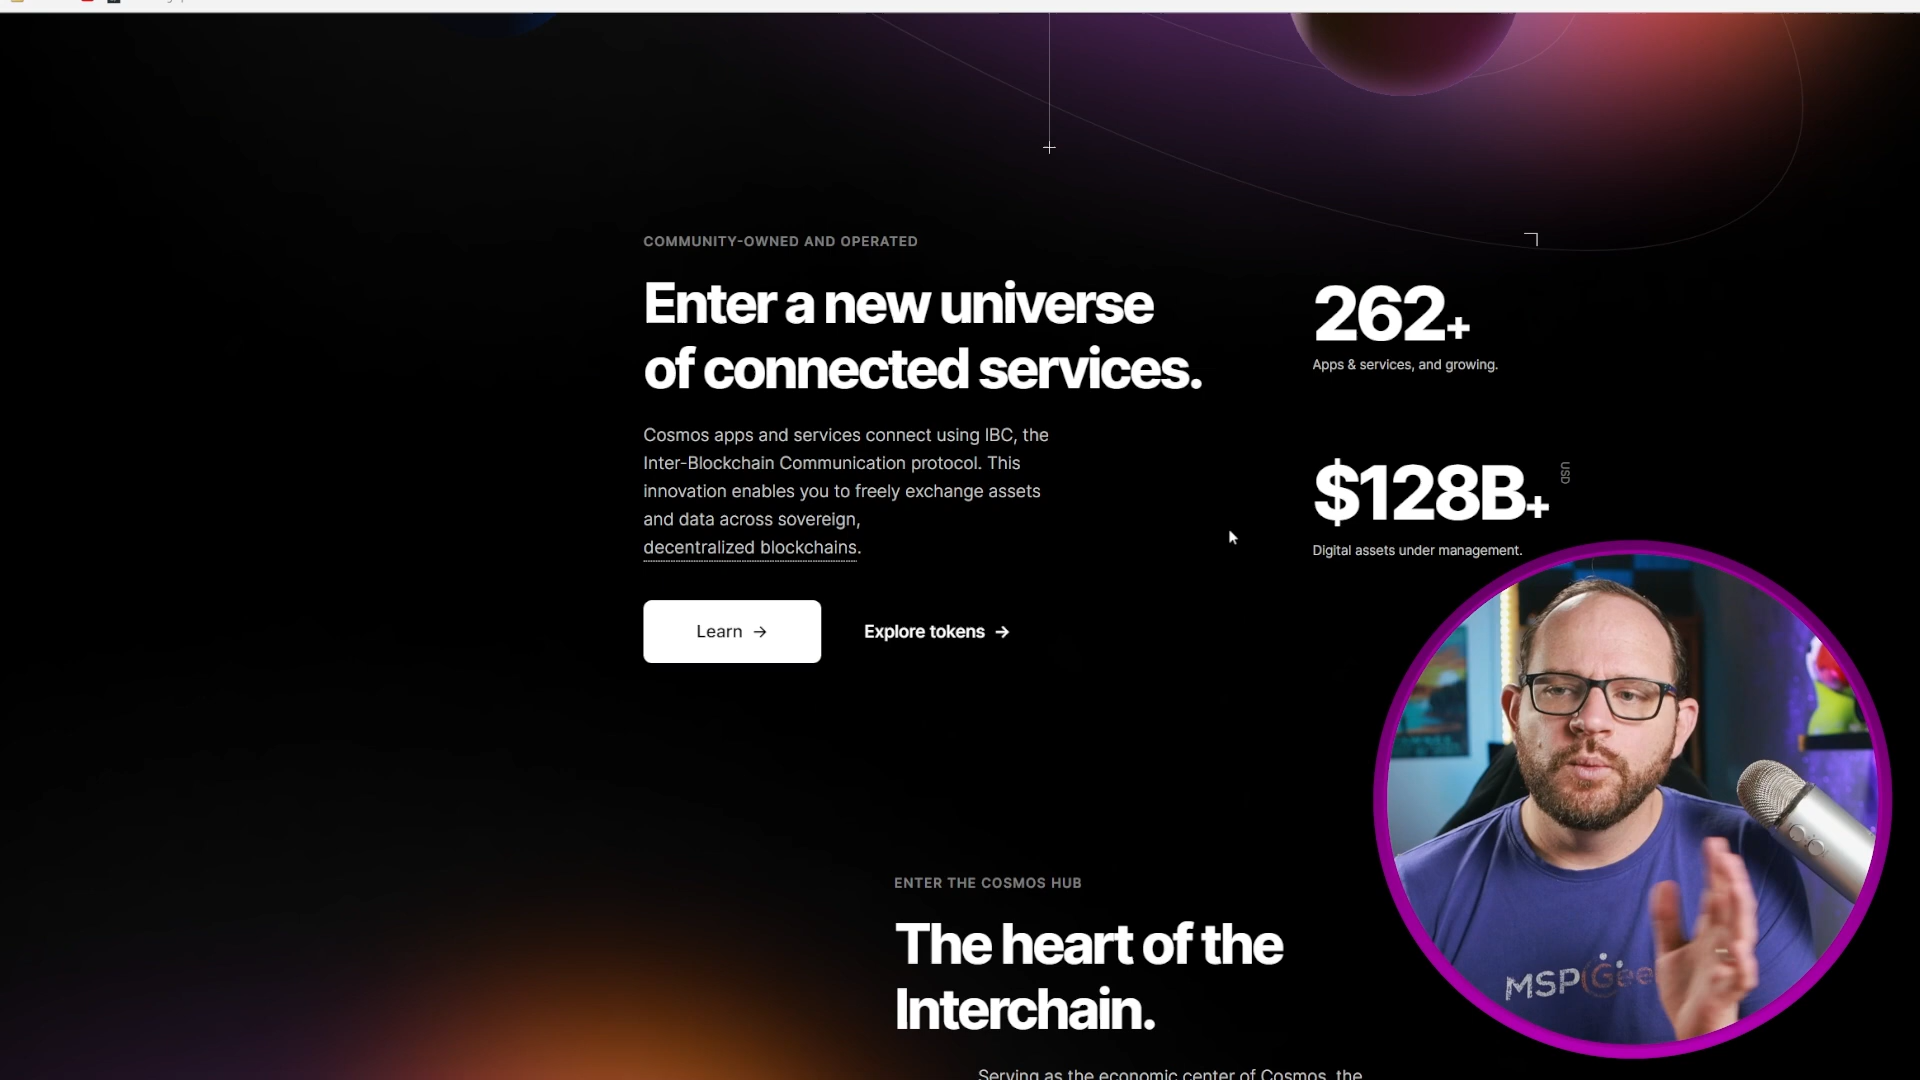 COMMUNITY-OWNED AND OPERATED
Enter a new universe
of connected services.
Cosmos apps and services connect using IBC, the
Inter-Blockchain Communication protocol. This
innovation enables you to freely exchange assets
and data across sovereign,
decentralized blockchains.
Learn →
Explore tokens →
262+
Apps & services, and growing.
$128B+
USD
Digital assets under management.
ENTER THE COSMOS HUB
The heart of the
Interchain.
Serving as the economic center of Cosmos, the
MSP(Gee